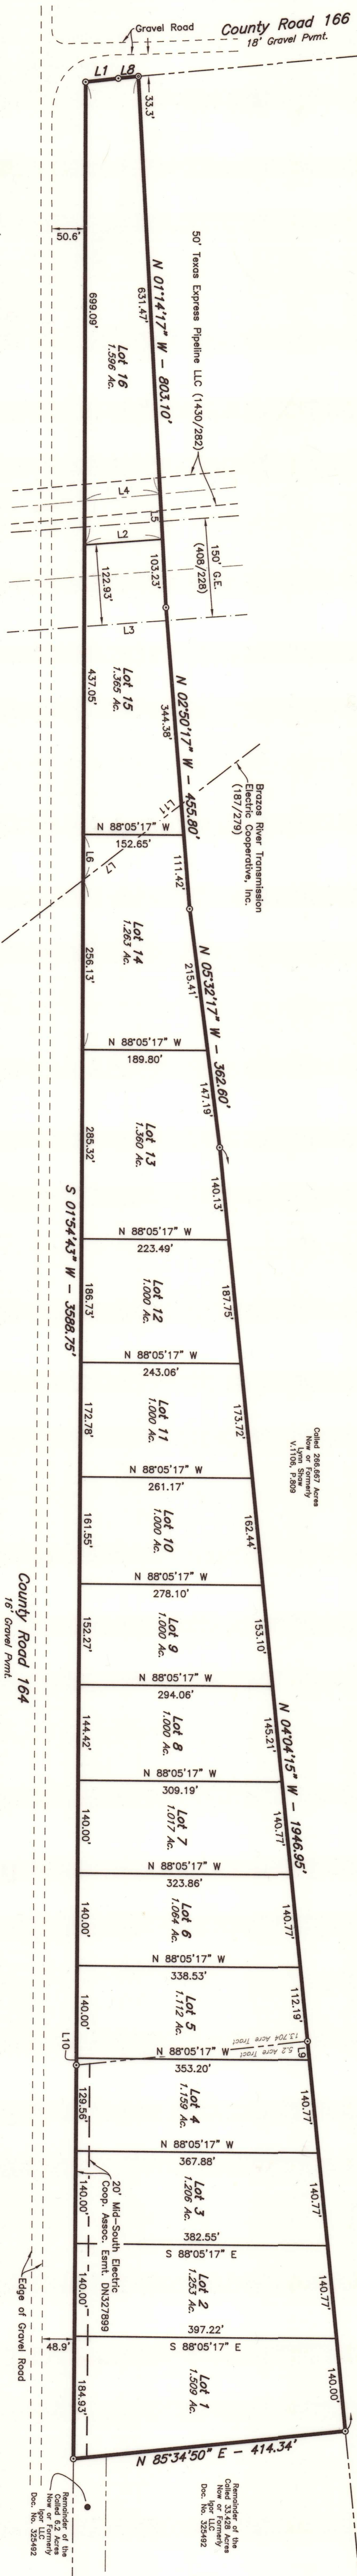 Gravel Road
County Road 166
18' Gravel Pvmt.
L1
L8
33.3'
50' Texas Express Pipeline LLC (1430/282)
50.6'
N 01°14'17" W - 803.10'
631.47'
699.09'
Lot 16
1.596 Ac.
L4
L5
L2
150' G.E.
(408/228)
103.23'
122.93'
L3
Lot 15
1.365 Ac.
437.05'
344.38'
N 02°50'17" W - 455.80'
Brazos River Transmission
Electric Cooperative, Inc.
(187/279)
L11
N 88°05'17" W
152.65'
L6
L7
111.42'
Lot 14
1.263 Ac.
256.13'
215.41'
N 05°32'17" W - 362.60'
N 88°05'17" W
189.80'
147.19'
Lot 13
1.360 Ac.
285.32'
140.13'
S 01°54'43" W - 3588.75'
N 88°05'17" W
223.49'
Lot 12
1.000 Ac.
186.73'
187.75'
N 88°05'17" W
243.06'
Called 266.667 Acres
Now or Formerly
Lynn Shaw
V.1106, P.809
Lot 11
1.000 Ac.
172.78'
173.72'
N 88°05'17" W
261.17'
Lot 10
1.000 Ac.
161.55'
162.44'
N 88°05'17" W
278.10'
County Road 164
16' Gravel Pvmt.
Lot 9
1.000 Ac.
152.27'
153.10'
N 88°05'17" W
294.06'
Lot 8
1.000 Ac.
144.42'
145.21'
N 04°04'15" W - 1946.95'
N 88°05'17" W
309.19'
Lot 7
1.017 Ac.
140.00'
140.77'
N 88°05'17" W
323.86'
Lot 6
1.064 Ac.
140.00'
140.77'
N 88°05'17" W
338.53'
Lot 5
1.112 Ac.
140.00'
112.19'
13.704 Acre Tract
5.2 Acre Tract
L9
L10
N 88°05'17" W
353.20'
Lot 4
1.159 Ac.
129.56'
140.77'
N 88°05'17" W
367.88'
20' Mid-South Electric
Coop. Assoc. Esmt. DN327899
Lot 3
1.206 Ac.
140.00'
140.77'
382.55'
S 88°05'17" E
Lot 2
1.253 Ac.
140.00'
140.77'
397.22'
S 88°05'17" E
Edge of Gravel Road
48.9'
Lot 1
1.509 Ac.
184.93'
140.00'
N 85°34'50" E - 414.34'
Remainder of the
Called 33.428 Acres
Now or Formerly
Igor LLC
Doc. No. 325492
Remainder of the
Called 6.2 Acres
Now or Formerly
Igor LLC
Doc. No. 325492